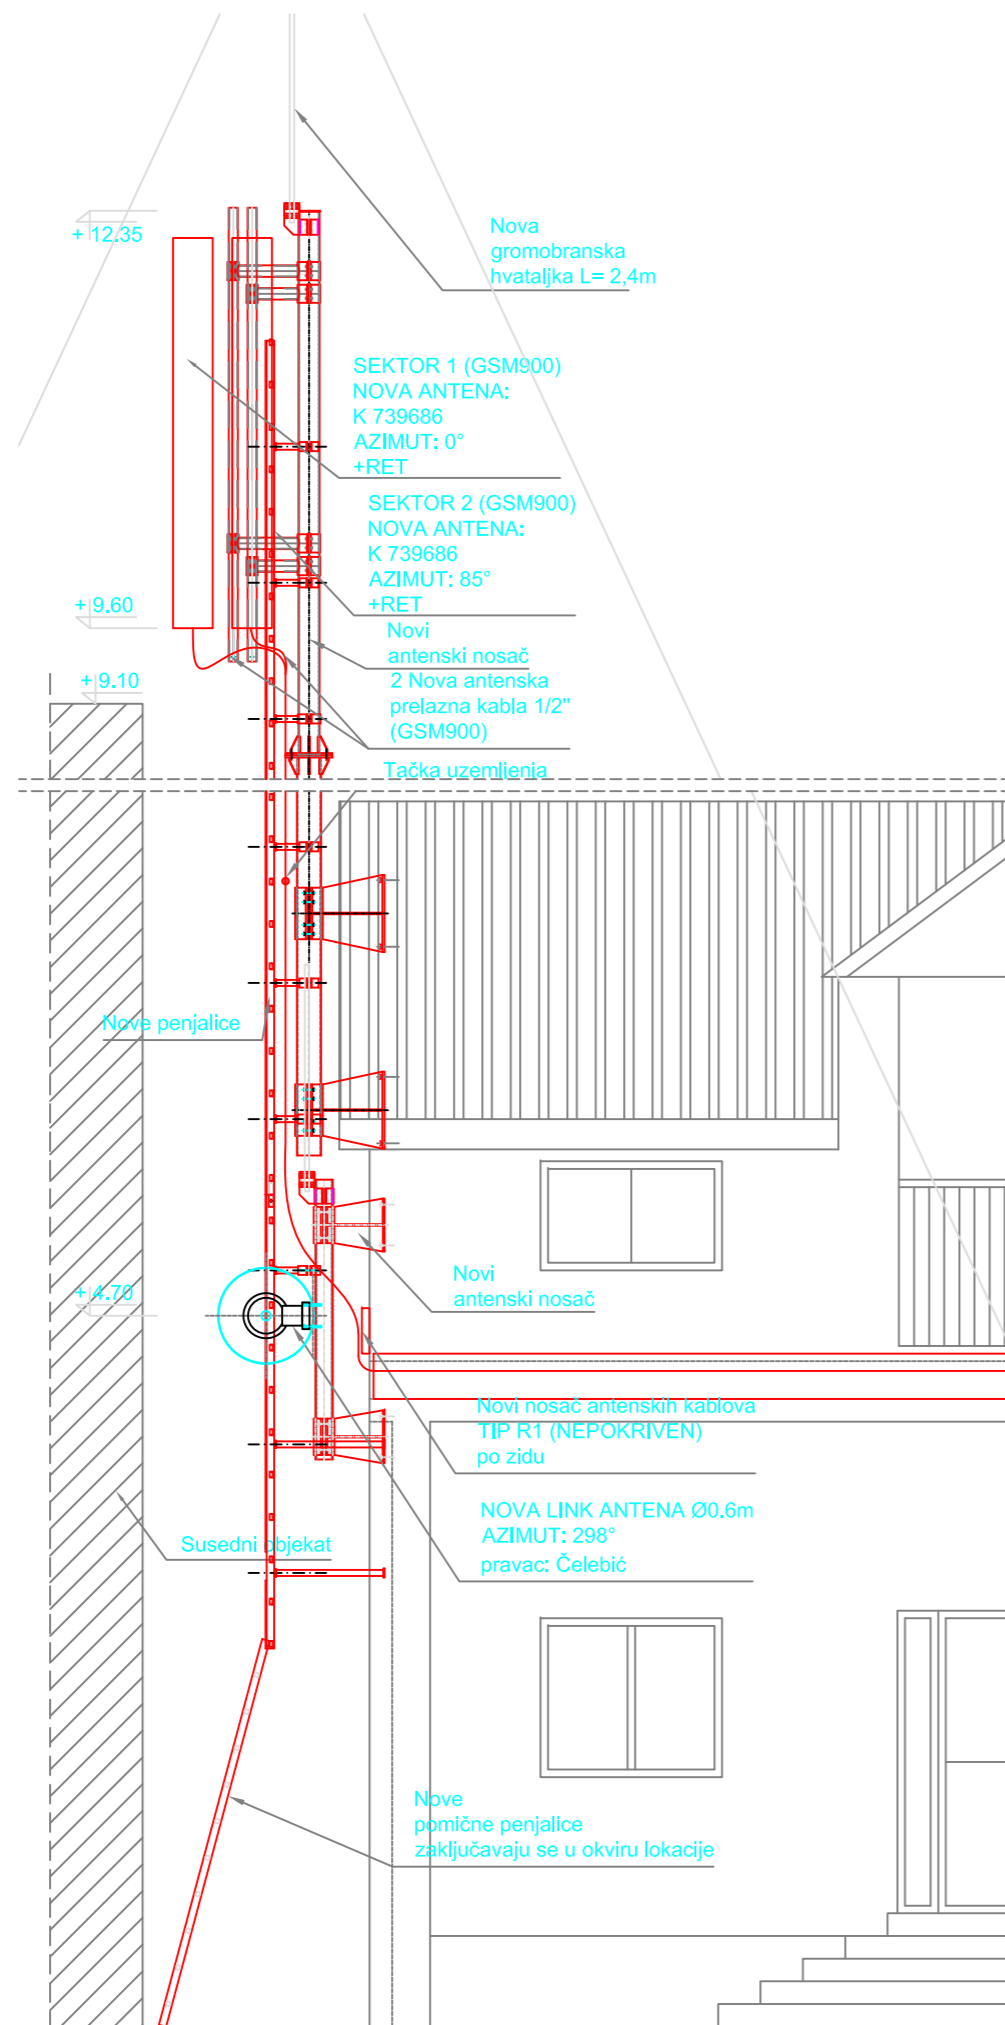 + 12.35
Nova
gromobranska
hvataljka L= 2,4m
SEKTOR 1 (GSM900)
NOVA ANTENA:
K 739686
AZIMUT: 0°
+RET
SEKTOR 2 (GSM900)
NOVA ANTENA:
K 739686
AZIMUT: 85°
+RET
+ 9.60
Novi
antenski nosač
+ 9.10
2 Nova antenska
prelazna kabla 1/2"
(GSM900)
Tačka uzemljenja
Nove penjalice
Novi
antenski nosač
+ 4.70
Novi nosač antenskih kablova
TIP R1 (NEPOKRIVEN)
po zidu
NOVA LINK ANTENA Ø0.6m
AZIMUT: 298°
pravac: Čelebić
Susedni objekat
Nove
pomične penjalice
zaključavaju se u okviru lokacije